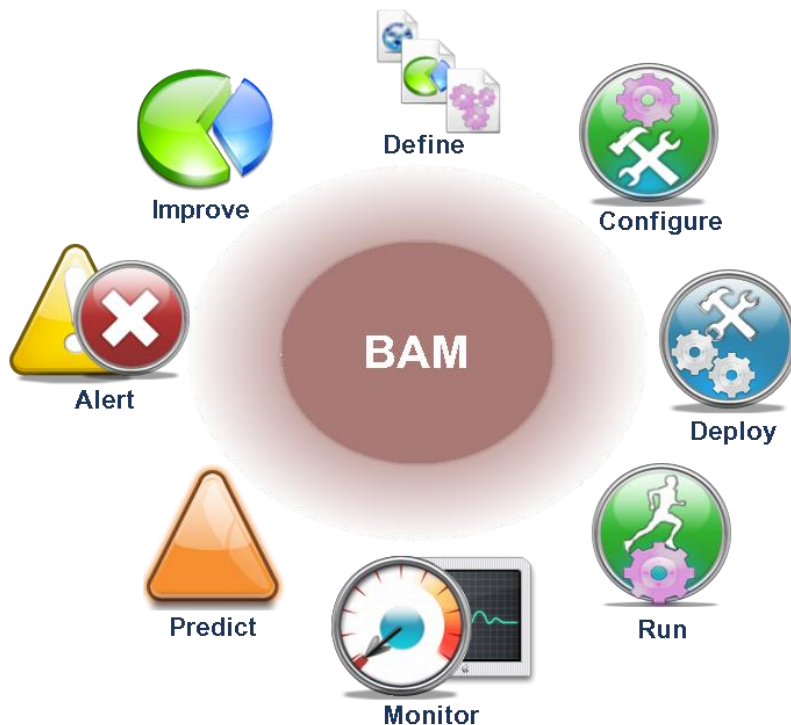 Define
Configure
Deploy
Run
Monitor
Predict
Alert
Improve
BAM